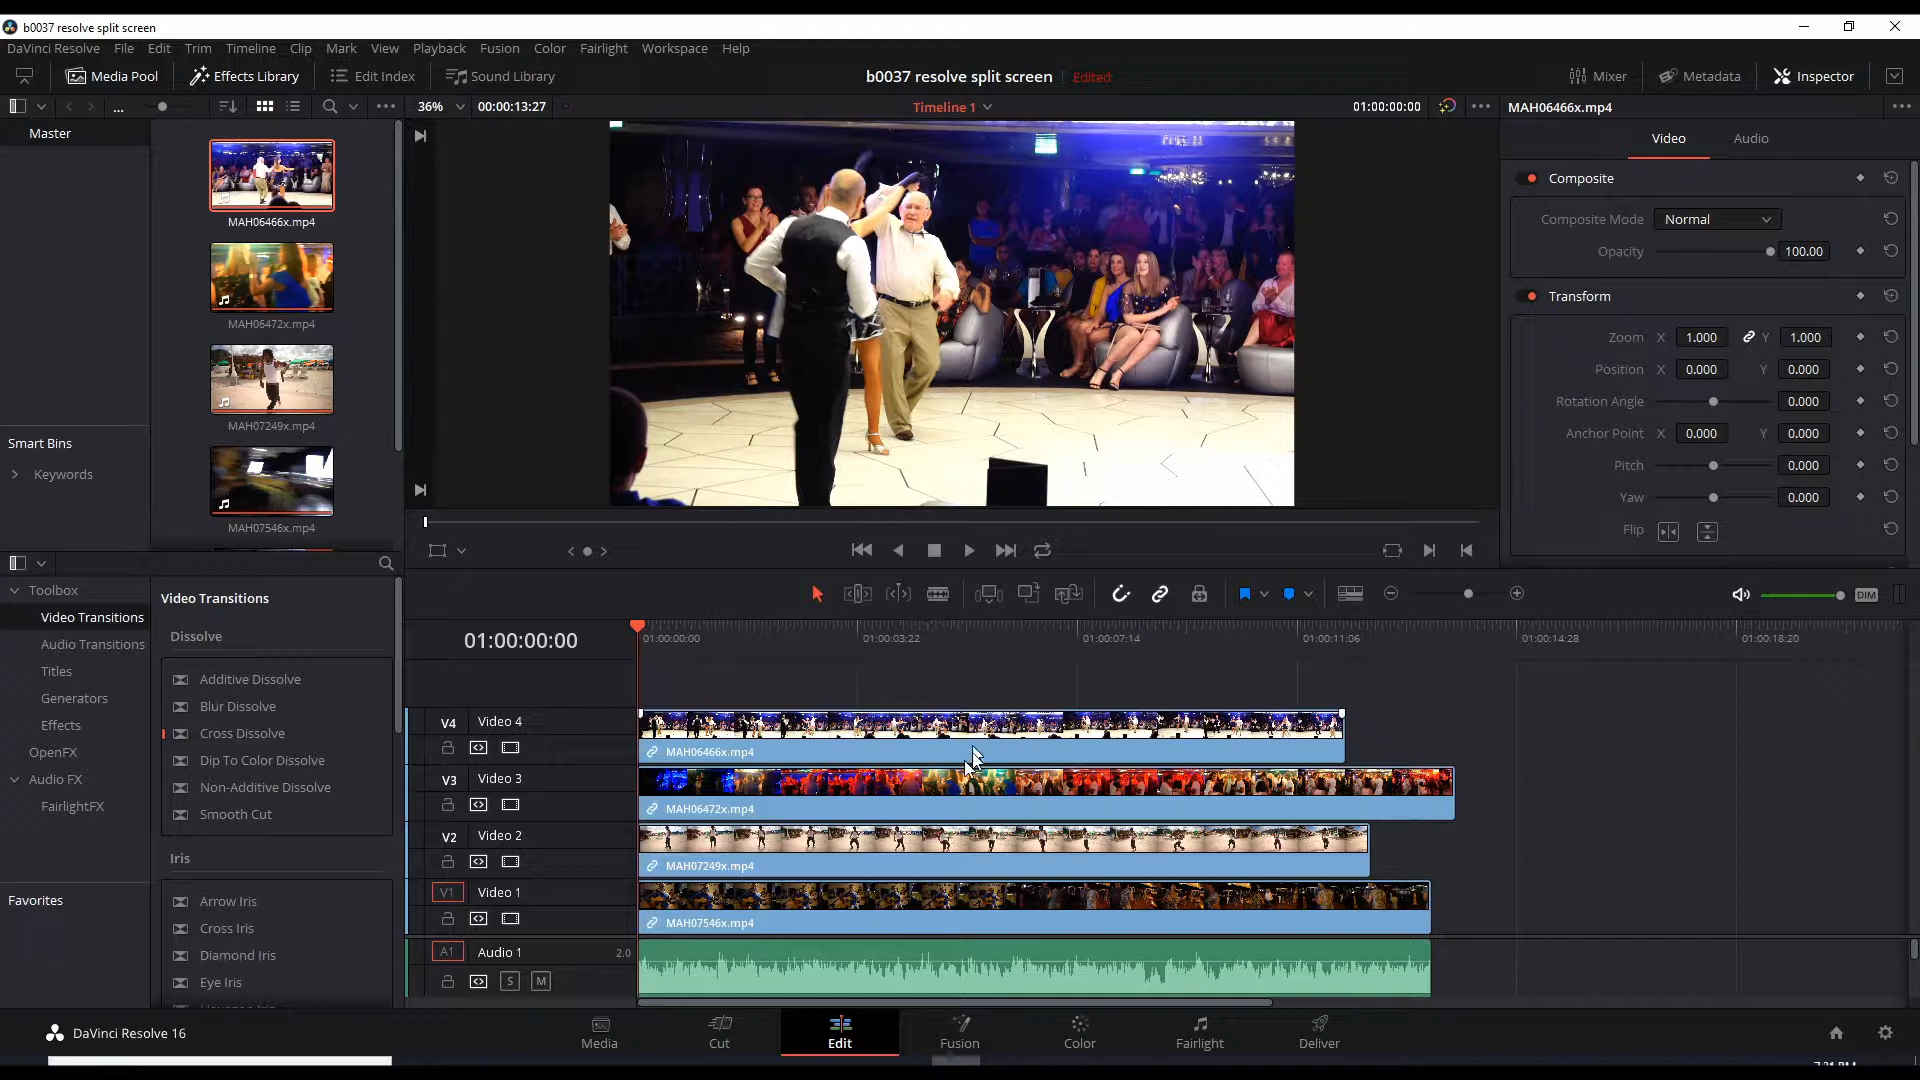 b0037 resolve split screen
DaVinci Resolve File Edit Trim Timeline Clip Mark View Playback Fusion Color Fairlight Workspace Help
Media Pool Effects Library Edit Index Sound Library b0037 resolve split screen Edited Mixer Metadata Inspector
... 36% 00:00:13:27 Timeline 1 01:00:00:00 MAH06466x.mp4
Master
Video Audio
Composite
MAH06466x.mp4
Composite Mode Normal
Opacity 100.00
Transform
MAH06472x.mp4
Zoom X 1.000 Y 1.000
Position X 0.000 Y 0.000
Rotation Angle 0.000
MAH07249x.mp4
Anchor Point X 0.000 Y 0.000
Smart Bins
Pitch 0.000
Keywords
Yaw 0.000
MAH07546x.mp4
Flip
Toolbox
Video Transitions
Audio Transitions
Titles
Generators
Effects
OpenFX
Audio FX
FairlightFX
Favorites
Video Transitions
Dissolve
Additive Dissolve
Blur Dissolve
Cross Dissolve
Dip To Color Dissolve
Non-Additive Dissolve
Smooth Cut
Iris
Arrow Iris
Cross Iris
Diamond Iris
Eye Iris
DIM
01:00:00:00
01:00:00:00 01:00:03:22 01:00:07:14 01:00:11:06 01:00:14:28 01:00:18:20
V4 Video 4
MAH06466x.mp4
V3 Video 3
MAH06472x.mp4
V2 Video 2
MAH07249x.mp4
V1 Video 1
MAH07546x.mp4
A1 Audio 1 2.0
S M
DaVinci Resolve 16
Media Cut Edit Fusion Color Fairlight Deliver